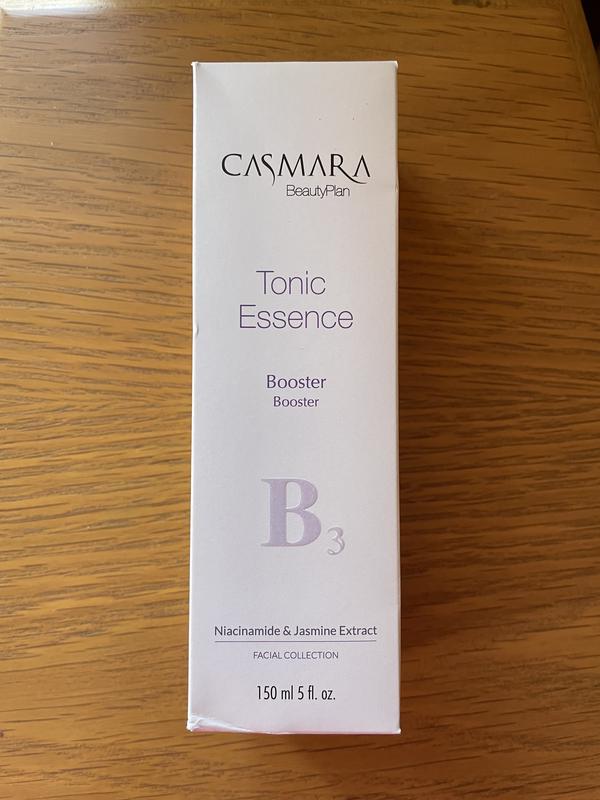 CASMARA
BeautyPlan
Tonic
Essence
Booster
Booster
B3
Niacinamide & Jasmine Extract
FACIAL COLLECTION
150 ml 5 fl. oz.